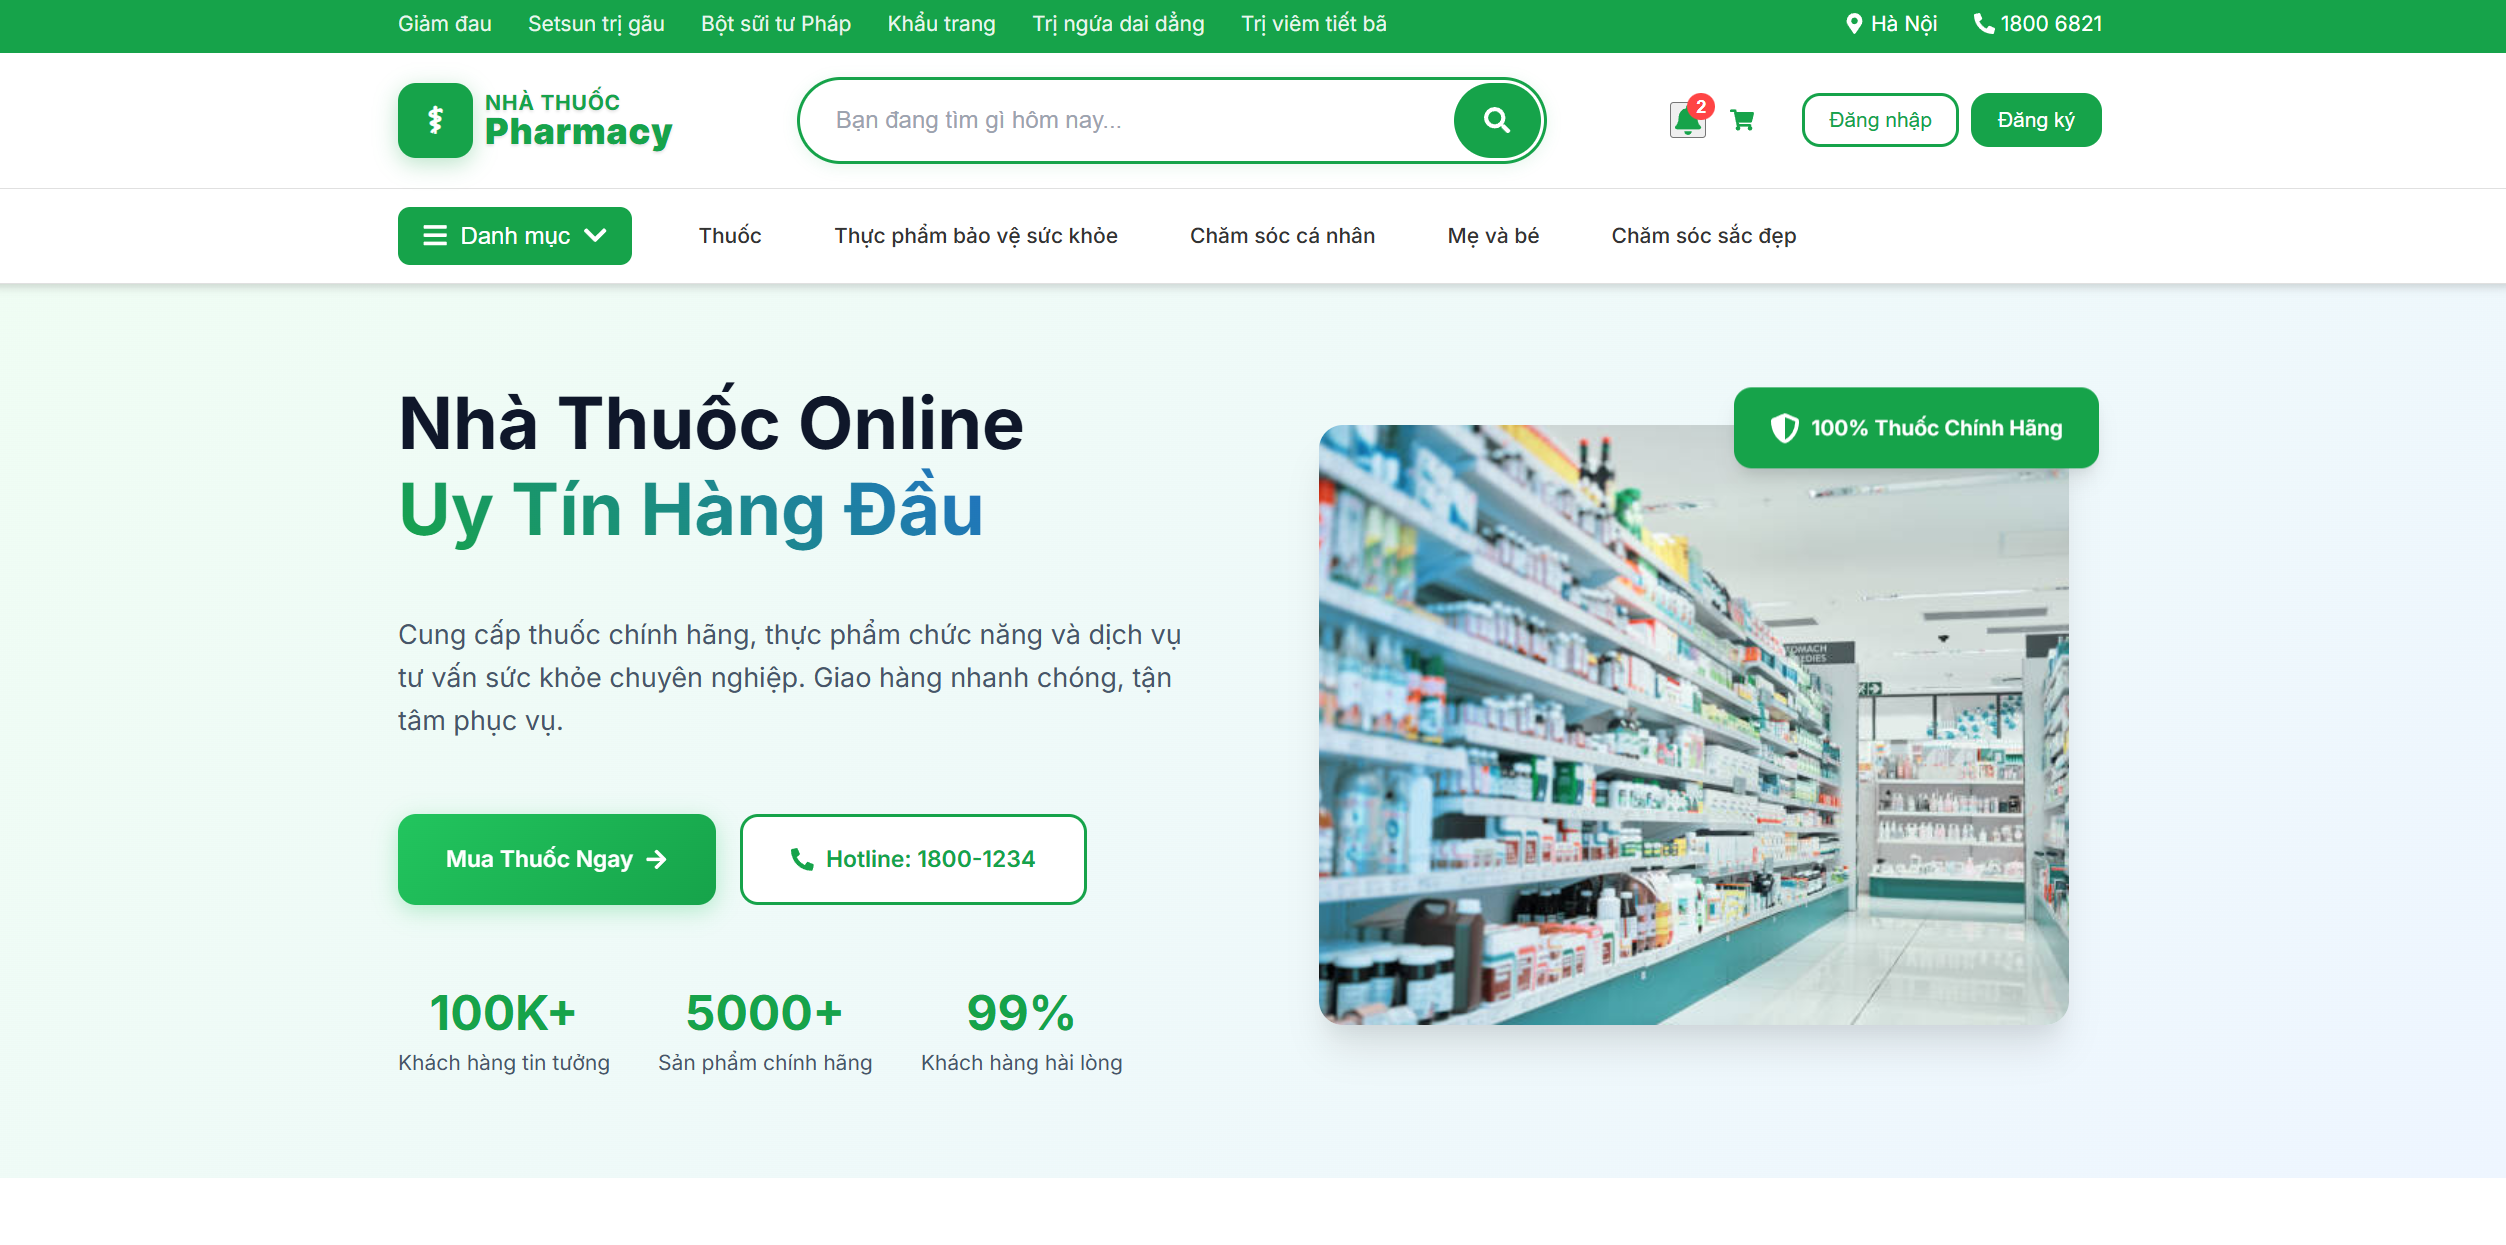 Giảm đau
Setsun trị gãu
Bột sữi tư Pháp
Khẩu trang
Trị ngứa dai dẳng
Trị viêm tiết bã
Hà Nội
1800 6821
NHÀ THUỐC
Pharmacy
Bạn đang tìm gì hôm nay...
2
Đăng nhập
Đăng ký
Danh mục
Thuốc
Thực phẩm bảo vệ sức khỏe
Chăm sóc cá nhân
Mẹ và bé
Chăm sóc sắc đẹp
Nhà Thuốc Online
Uy Tín Hàng Đầu
Cung cấp thuốc chính hãng, thực phẩm chức năng và dịch vụ
tư vấn sức khỏe chuyên nghiệp. Giao hàng nhanh chóng, tận
tâm phục vụ.
Mua Thuốc Ngay
Hotline: 1800-1234
100K+
Khách hàng tin tưởng
5000+
Sản phẩm chính hãng
99%
Khách hàng hài lòng
100% Thuốc Chính Hãng